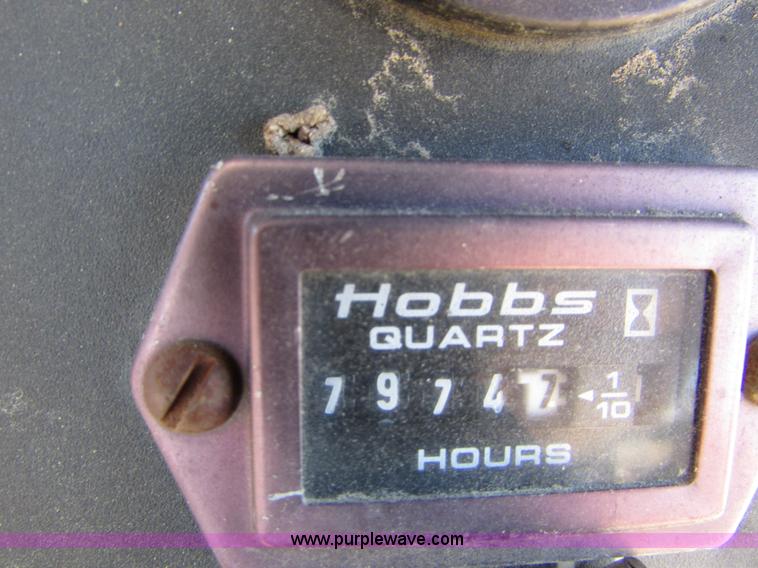 Hobbs
QUARTZ
7 9 7 4 7 ◄ 1/10
HOURS
www.purplewave.com